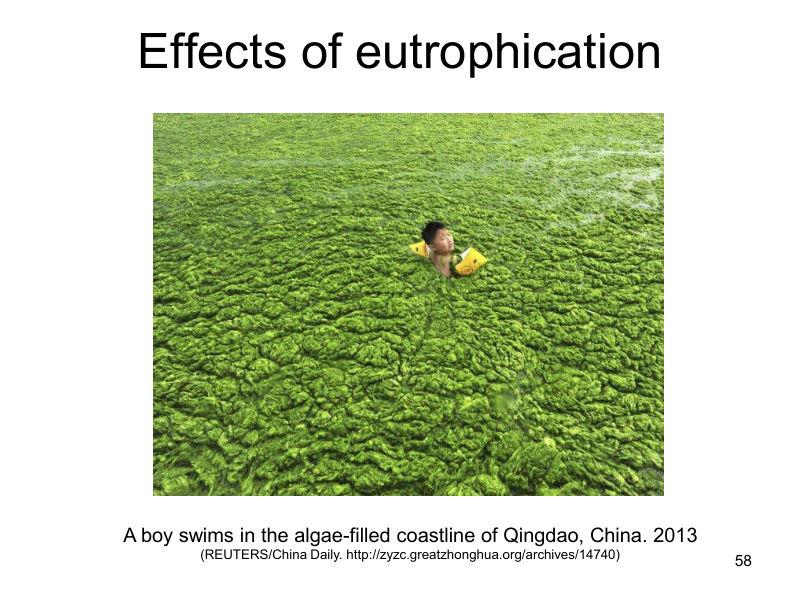 Effects of eutrophication
A boy swims in the algae-filled coastline of Qingdao, China. 2013
(REUTERS/China Daily. http://zyzc.greatzhonghua.org/archives/14740)
58